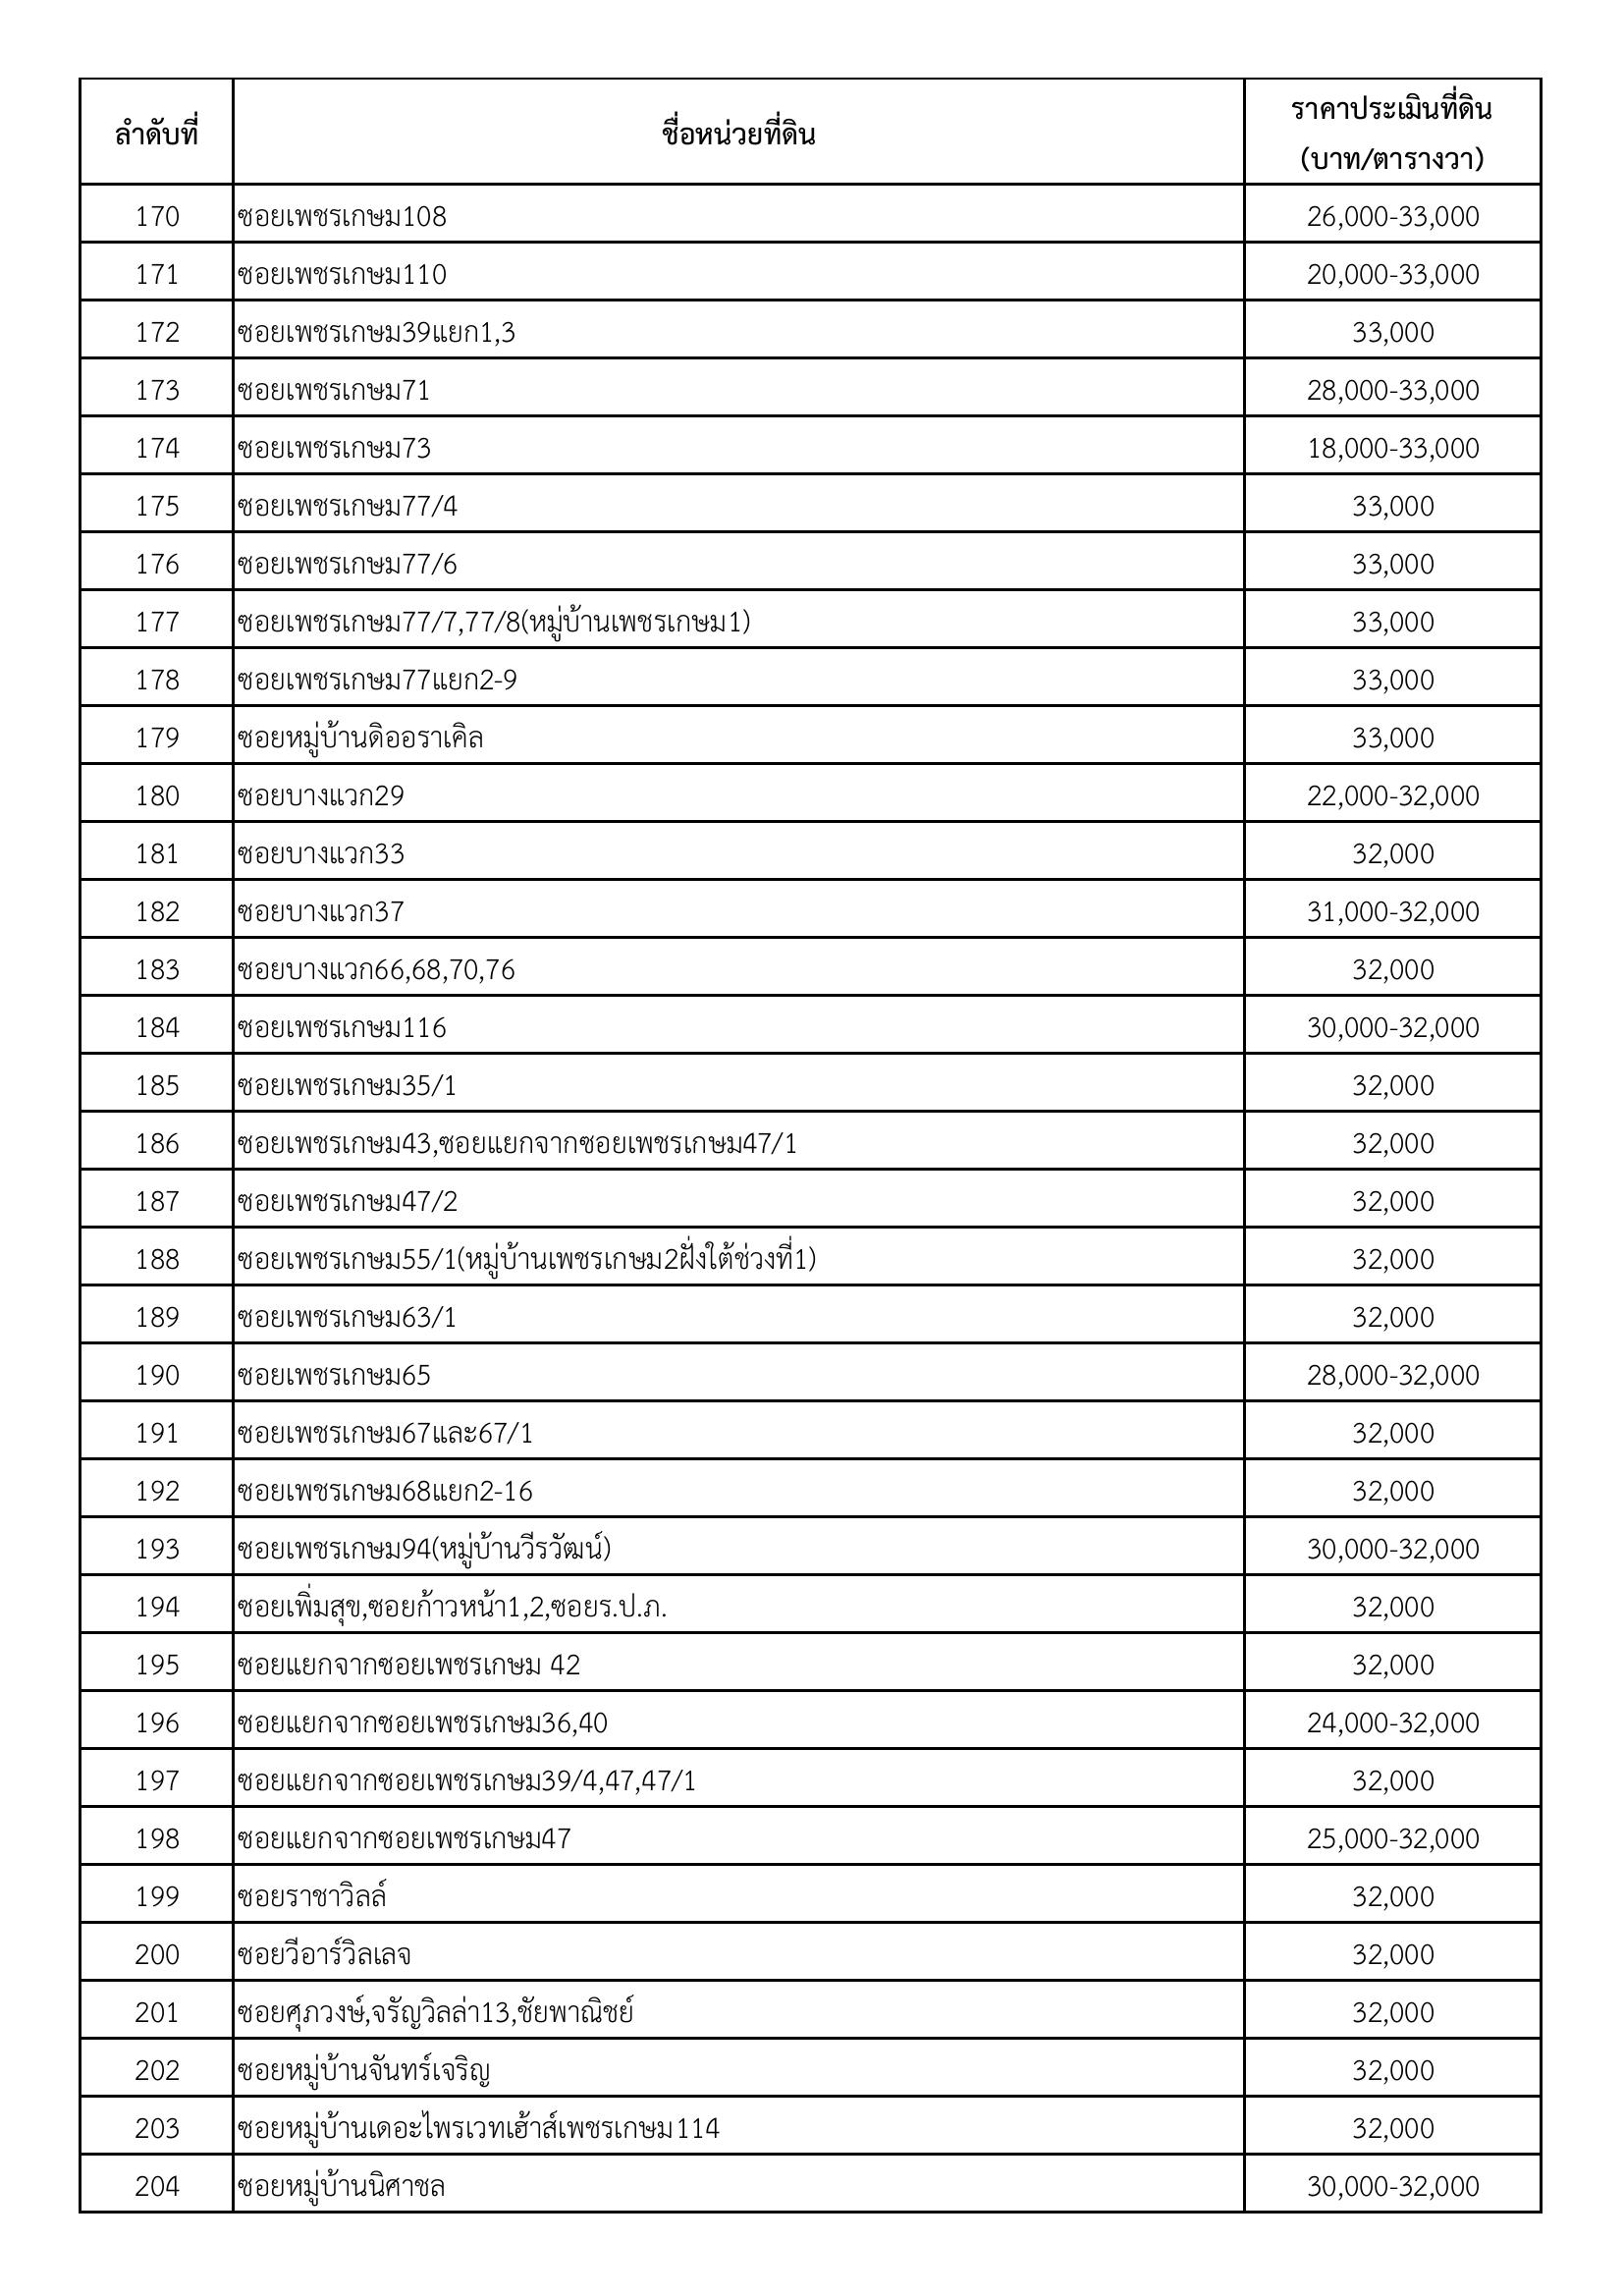 ลำดับที่ ชื่อหน่วยที่ดิน ราคาประเมินที่ดิน
(บาท/ตารางวา)
170 ซอยเพชรเกษม108 26,000-33,000
171 ซอยเพชรเกษม110 20,000-33,000
172 ซอยเพชรเกษม39แยก1,3 33,000
173 ซอยเพชรเกษม71 28,000-33,000
174 ซอยเพชรเกษม73 18,000-33,000
175 ซอยเพชรเกษม77/4 33,000
176 ซอยเพชรเกษม77/6 33,000
177 ซอยเพชรเกษม77/7,77/8(หมู่บ้านเพชรเกษม1) 33,000
178 ซอยเพชรเกษม77แยก2-9 33,000
179 ซอยหมู่บ้านดิออราเคิล 33,000
180 ซอยบางแวก29 22,000-32,000
181 ซอยบางแวก33 32,000
182 ซอยบางแวก37 31,000-32,000
183 ซอยบางแวก66,68,70,76 32,000
184 ซอยเพชรเกษม116 30,000-32,000
185 ซอยเพชรเกษม35/1 32,000
186 ซอยเพชรเกษม43,ซอยแยกจากซอยเพชรเกษม47/1 32,000
187 ซอยเพชรเกษม47/2 32,000
188 ซอยเพชรเกษม55/1(หมู่บ้านเพชรเกษม2ฝั่งใต้ช่วงที่1) 32,000
189 ซอยเพชรเกษม63/1 32,000
190 ซอยเพชรเกษม65 28,000-32,000
191 ซอยเพชรเกษม67และ67/1 32,000
192 ซอยเพชรเกษม68แยก2-16 32,000
193 ซอยเพชรเกษม94(หมู่บ้านวีรวัฒน์) 30,000-32,000
194 ซอยเพิ่มสุข,ซอยก้าวหน้า1,2,ซอยร.ป.ภ. 32,000
195 ซอยแยกจากซอยเพชรเกษม 42 32,000
196 ซอยแยกจากซอยเพชรเกษม36,40 24,000-32,000
197 ซอยแยกจากซอยเพชรเกษม39/4,47,47/1 32,000
198 ซอยแยกจากซอยเพชรเกษม47 25,000-32,000
199 ซอยราชาวิลล์ 32,000
200 ซอยวีอาร์วิลเลจ 32,000
201 ซอยศุภวงษ์,จรัญวิลล่า13,ชัยพาณิชย์ 32,000
202 ซอยหมู่บ้านจันทร์เจริญ 32,000
203 ซอยหมู่บ้านเดอะไพรเวทเฮ้าส์เพชรเกษม114 32,000
204 ซอยหมู่บ้านนิศาชล 30,000-32,000